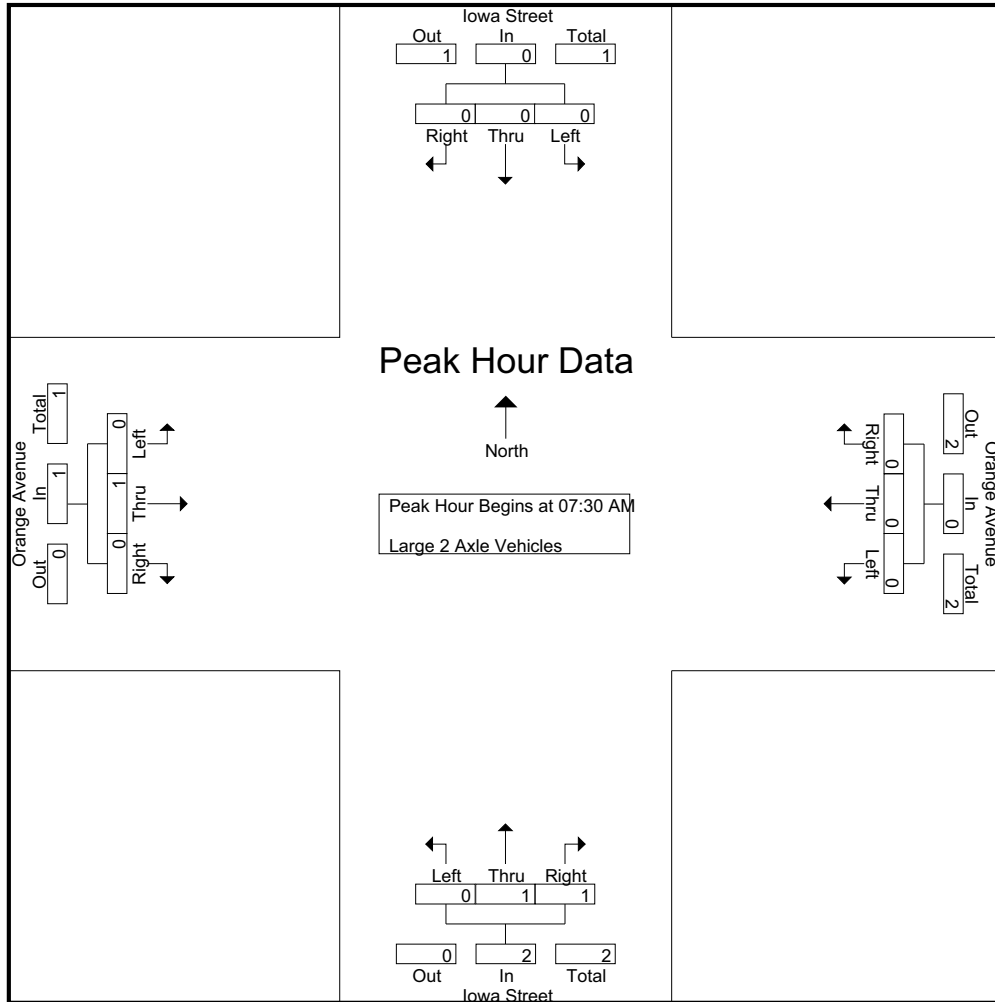 Iowa Street
Out In Total
1 0 1
0 0 0
Right Thru Left
Peak Hour Data
North
Peak Hour Begins at 07:30 AM
Large 2 Axle Vehicles
Orange Avenue
Out In Total
0 1 1
Left Thru Right
0 1 0
Orange Avenue
Out In Total
2 0 2
Right Thru Left
0 0 0
Left Thru Right
0 1 1
0 2 2
Out In Total
Iowa Street